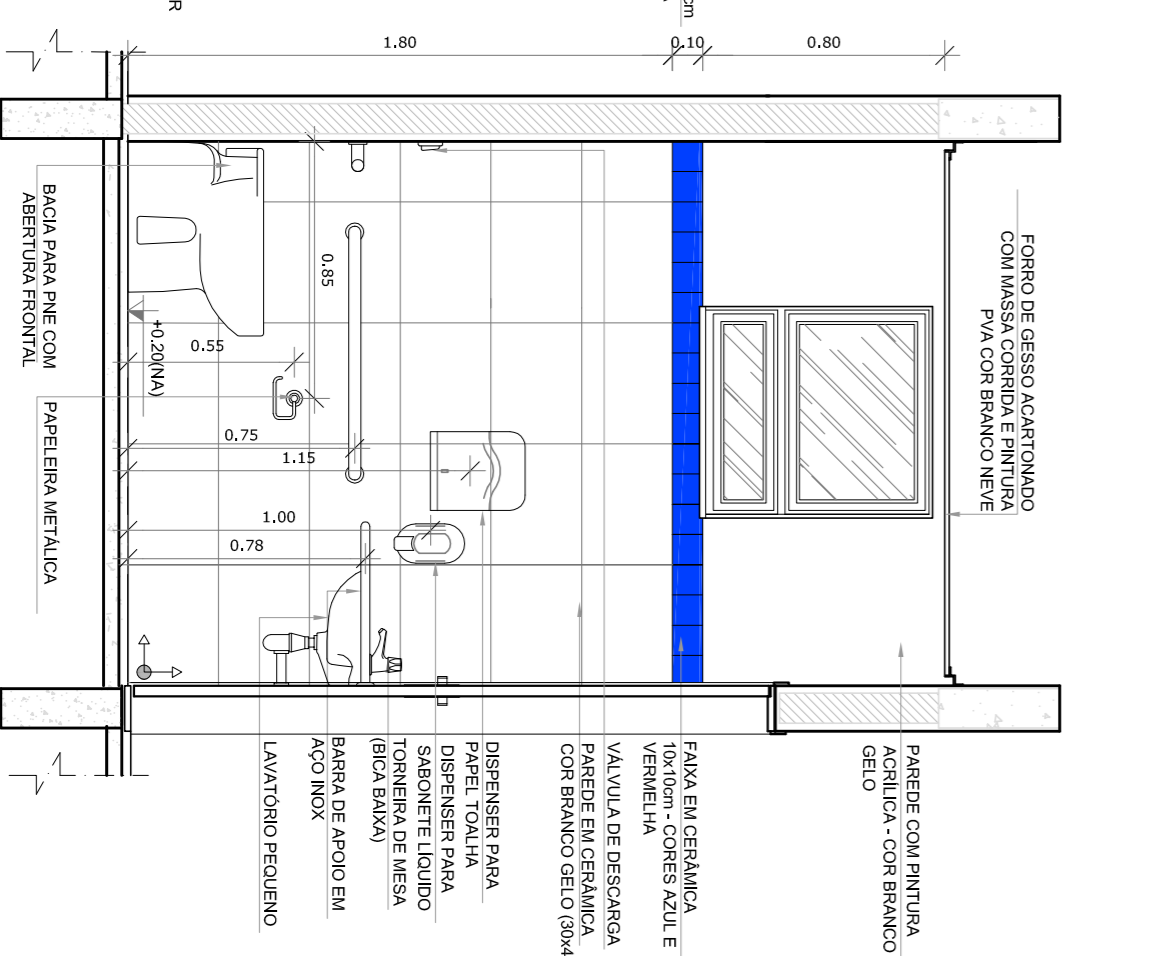 R
cm
1.80
0.10
0.80
FORRO DE GESSO ACARTONADO
COM MASSA CORRIDA E PINTURA
PVA COR BRANCO NEVE
BACIA PARA PNE COM
ABERTURA FRONTAL
PAPELEIRA METÁLICA
0.85
+0.20(NA)
0.55
0.75
1.15
1.00
0.78
PAREDE COM PINTURA
ACRÍLICA - COR BRANCO
GELO
FAIXA EM CERÂMICA
10x10cm - CORES AZUL E
VERMELHA
VÁLVULA DE DESCARGA
PAREDE EM CERÂMICA
COR BRANCO GELO (30x4
DISPENSER PARA
PAPEL TOALHA
DISPENSER PARA
SABONETE LÍQUIDO
TORNEIRA DE MESA
(BICA BAIXA)
BARRA DE APOIO EM
AÇO INOX
LAVATÓRIO PEQUENO